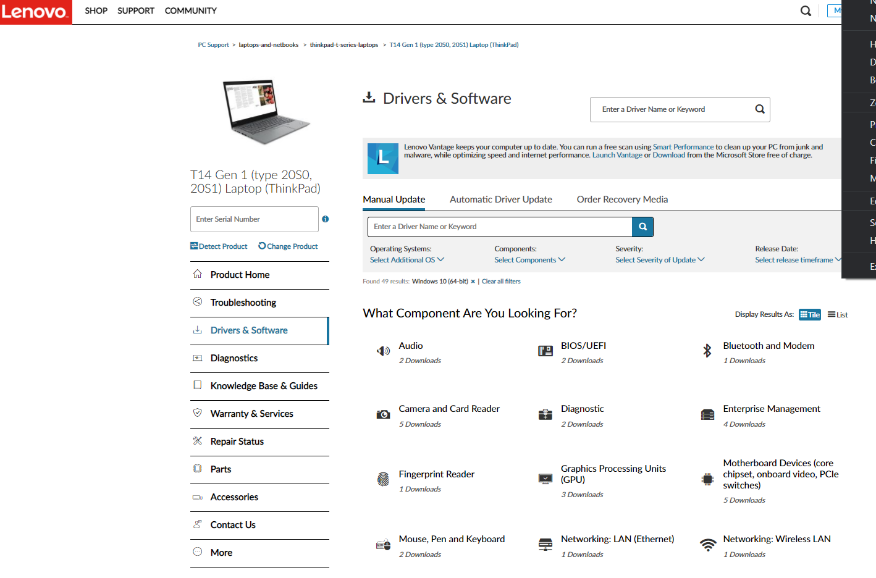 Lenovo
SHOP SUPPORT COMMUNITY
PC Support > laptops-and-netbooks > thinkpad-t-series-laptops > T14 Gen 1 (type 20S0, 20S1) Laptop (ThinkPad)
T14 Gen 1 (type 20S0,
20S1) Laptop (ThinkPad)
Enter Serial Number
Detect Product Change Product
Product Home
Troubleshooting
Drivers & Software
Diagnostics
Knowledge Base & Guides
Warranty & Services
Repair Status
Parts
Accessories
Contact Us
More
Drivers & Software
Enter a Driver Name or Keyword
Lenovo Vantage keeps your computer up to date. You can run a free scan using Smart Performance to clean up your PC from junk and
malware, while optimizing speed and internet performance. Launch Vantage or Download from the Microsoft Store free of charge.
Manual Update Automatic Driver Update Order Recovery Media
Enter a Driver Name or Keyword
Operating Systems: Components: Severity: Release Date:
Select Additional OS Select Components Select Severity of Update Select release timeframe
Found 49 results: Windows 10 (64-bit) × | Clear all filters
What Component Are You Looking For?
Display Results As: Tile List
Audio
2 Downloads
BIOS/UEFI
2 Downloads
Bluetooth and Modem
1 Downloads
Camera and Card Reader
5 Downloads
Diagnostic
2 Downloads
Enterprise Management
4 Downloads
Fingerprint Reader
1 Downloads
Graphics Processing Units
(GPU)
3 Downloads
Motherboard Devices (core
chipset, onboard video, PCIe
switches)
5 Downloads
Mouse, Pen and Keyboard
2 Downloads
Networking: LAN (Ethernet)
1 Downloads
Networking: Wireless LAN
1 Downloads